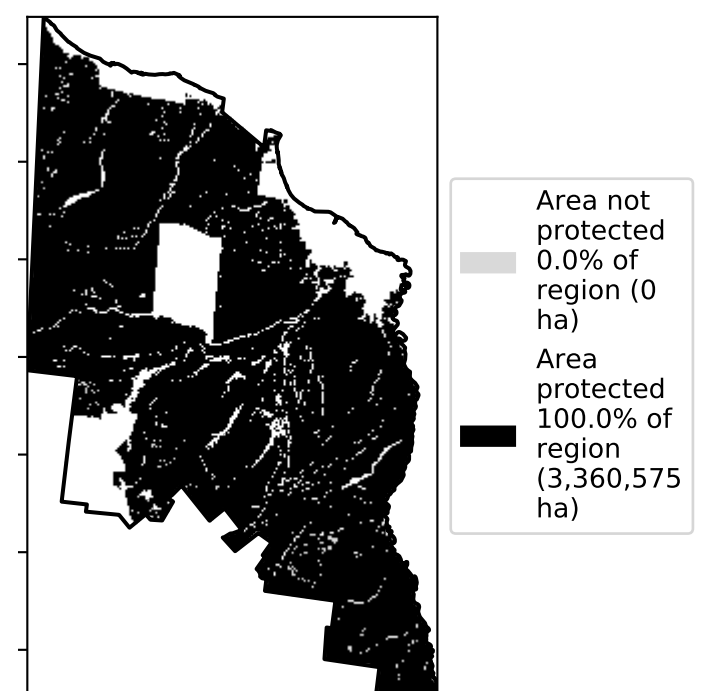 Area not
protected
0.0% of
region (0
ha)
Area
protected
100.0% of
region
(3,360,575
ha)